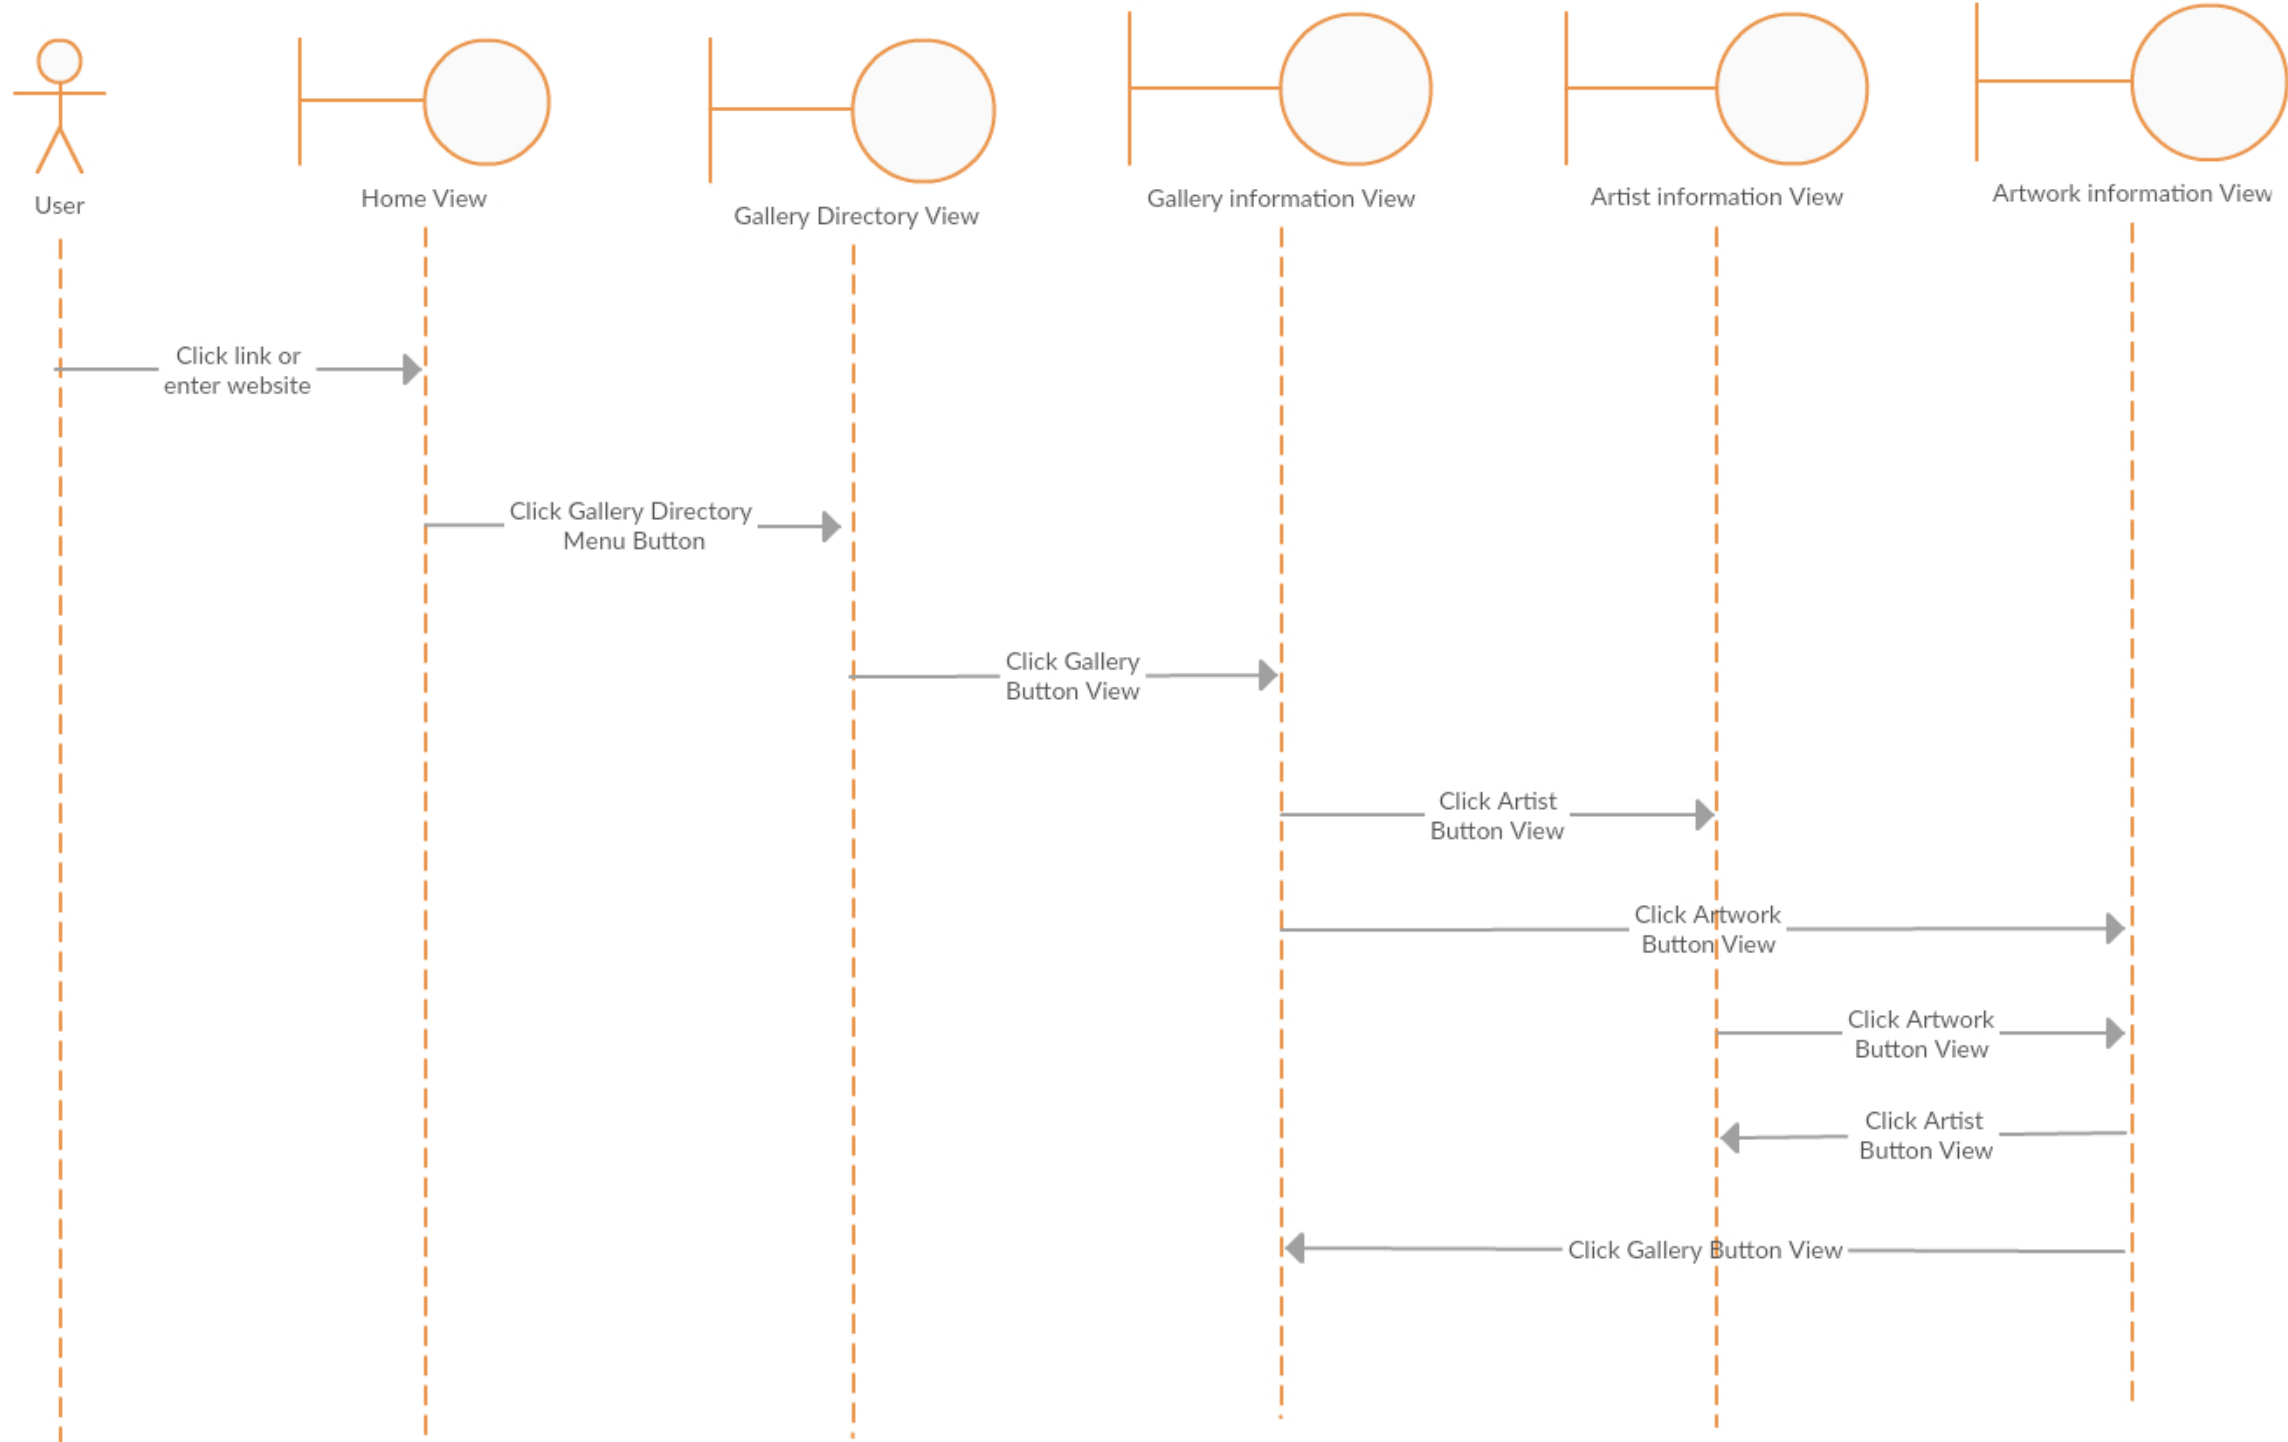 User
Home View
Gallery Directory View
Gallery information View
Artist information View
Artwork information View
Click link or
enter website
Click Gallery Directory
Menu Button
Click Gallery
Button View
Click Artist
Button View
Click Artwork
Button View
Click Artwork
Button View
Click Artist
Button View
Click Gallery Button View